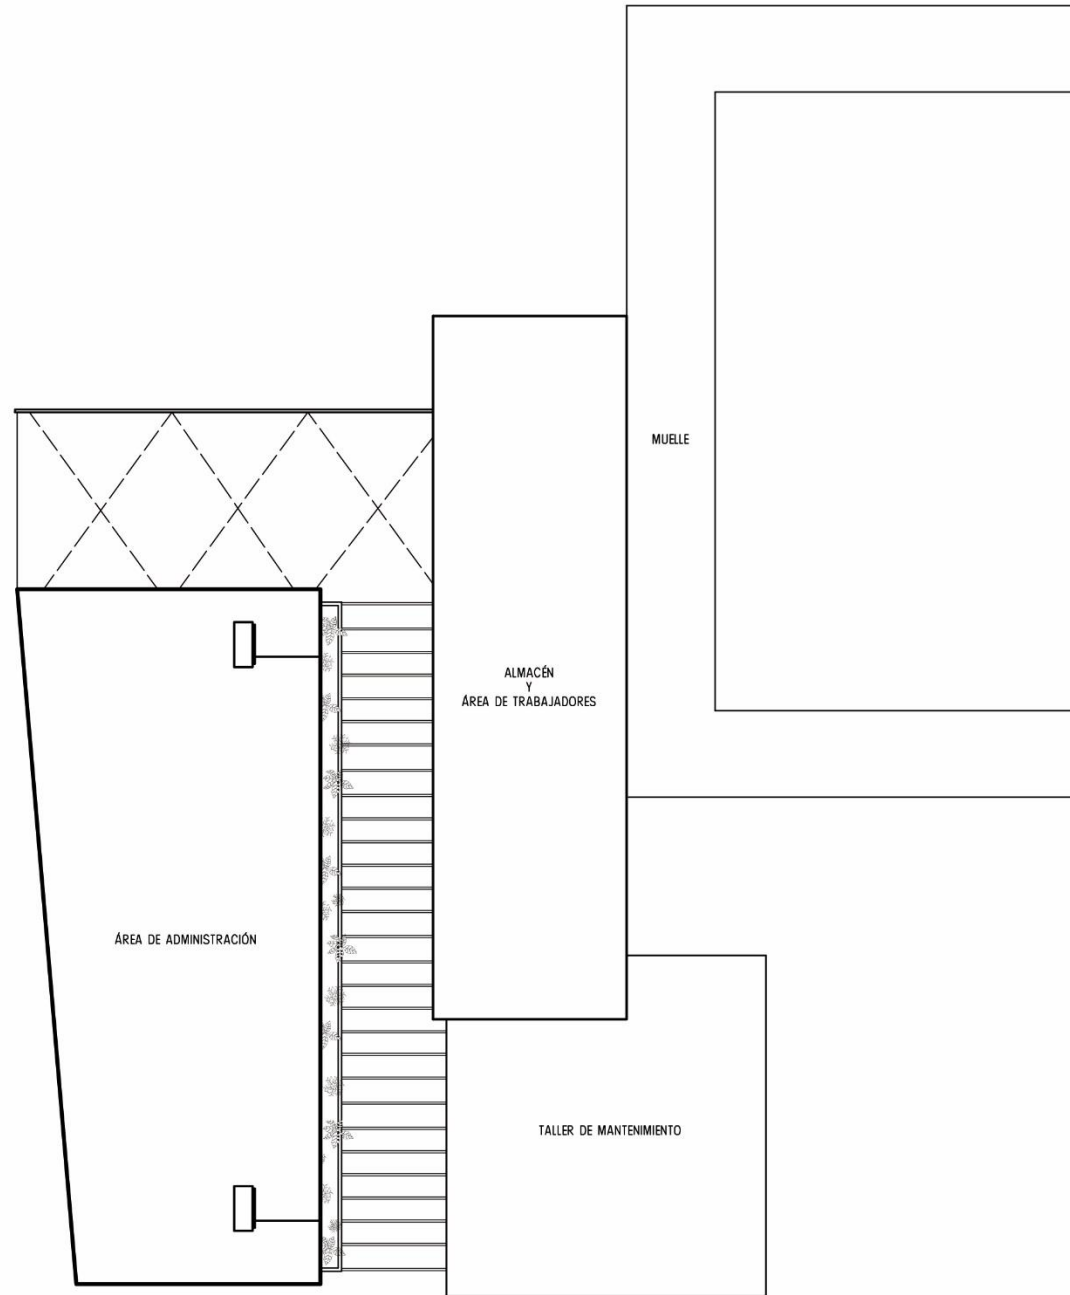 MUELLE
ALMACÉN
Y
ÁREA DE TRABAJADORES
ÁREA DE ADMINISTRACIÓN
TALLER DE MANTENIMIENTO